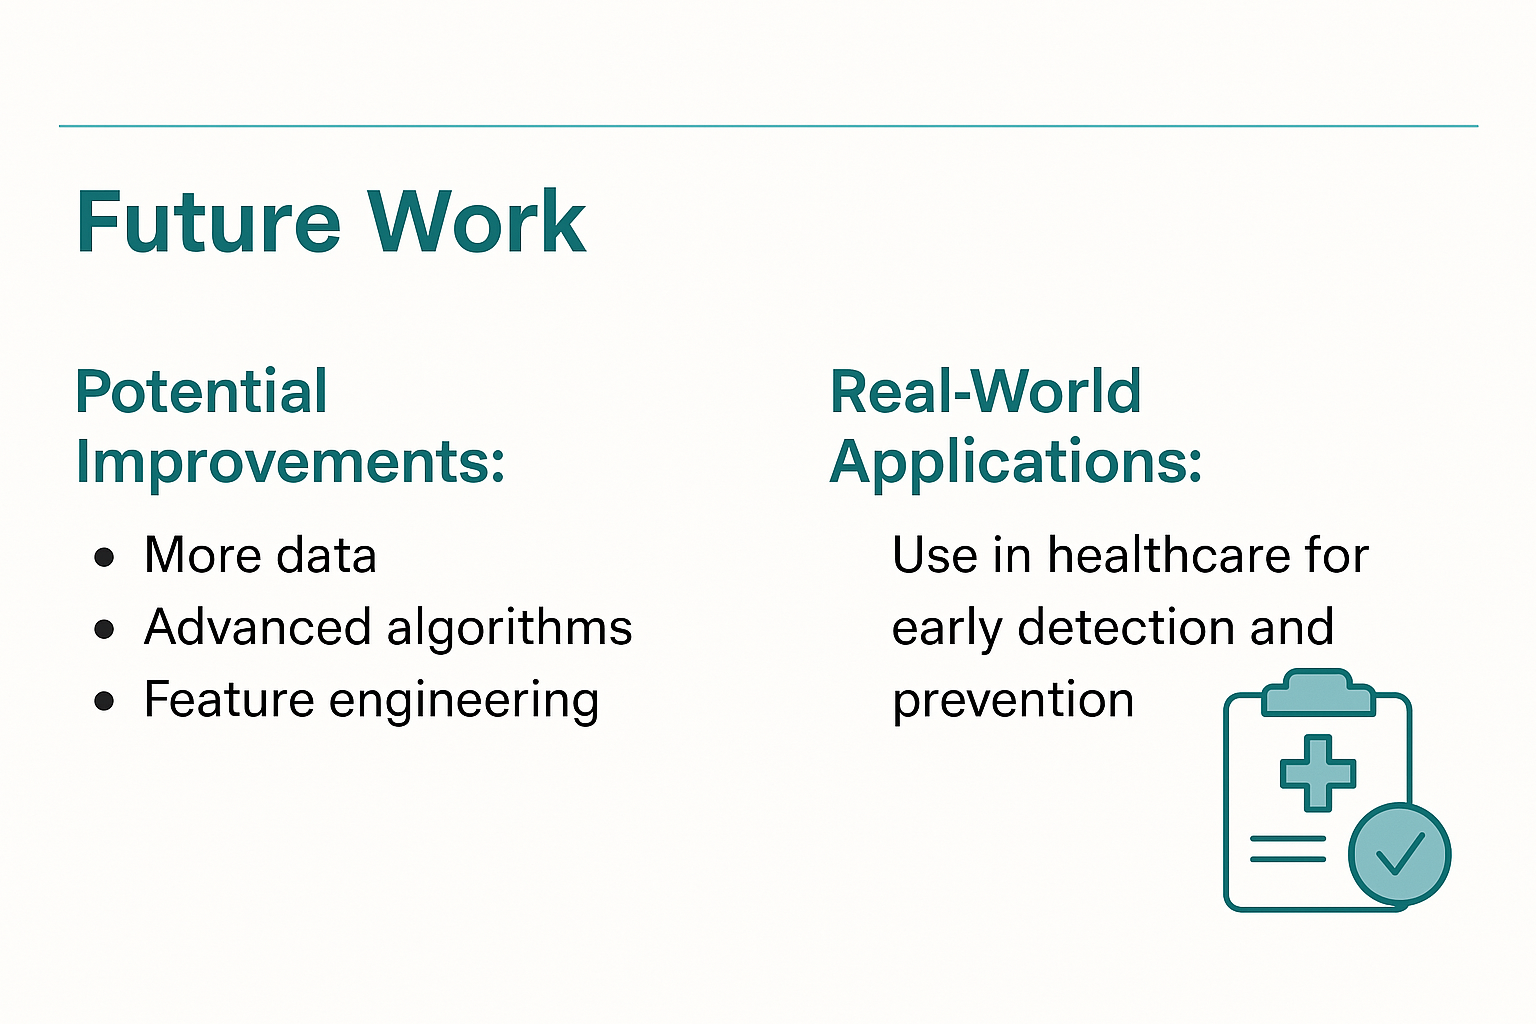 Future Work
Potential
Improvements:
• More data
• Advanced algorithms
• Feature engineering
Real-World
Applications:
Use in healthcare for
early detection and
prevention